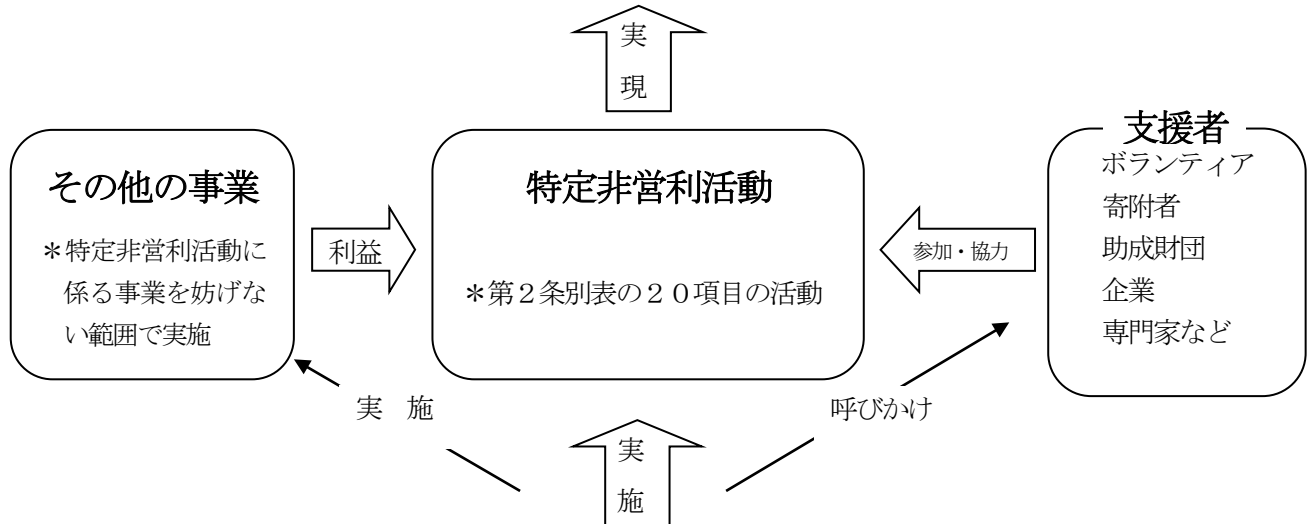 実
現
その他の事業
＊特定非営利活動に
係る事業を妨げな
い範囲で実施
利益
特定非営利活動
＊第２条別表の２０項目の活動
参加・協力
支援者
ボランティア
寄附者
助成財団
企業
専門家など
実　施
呼びかけ
実
施